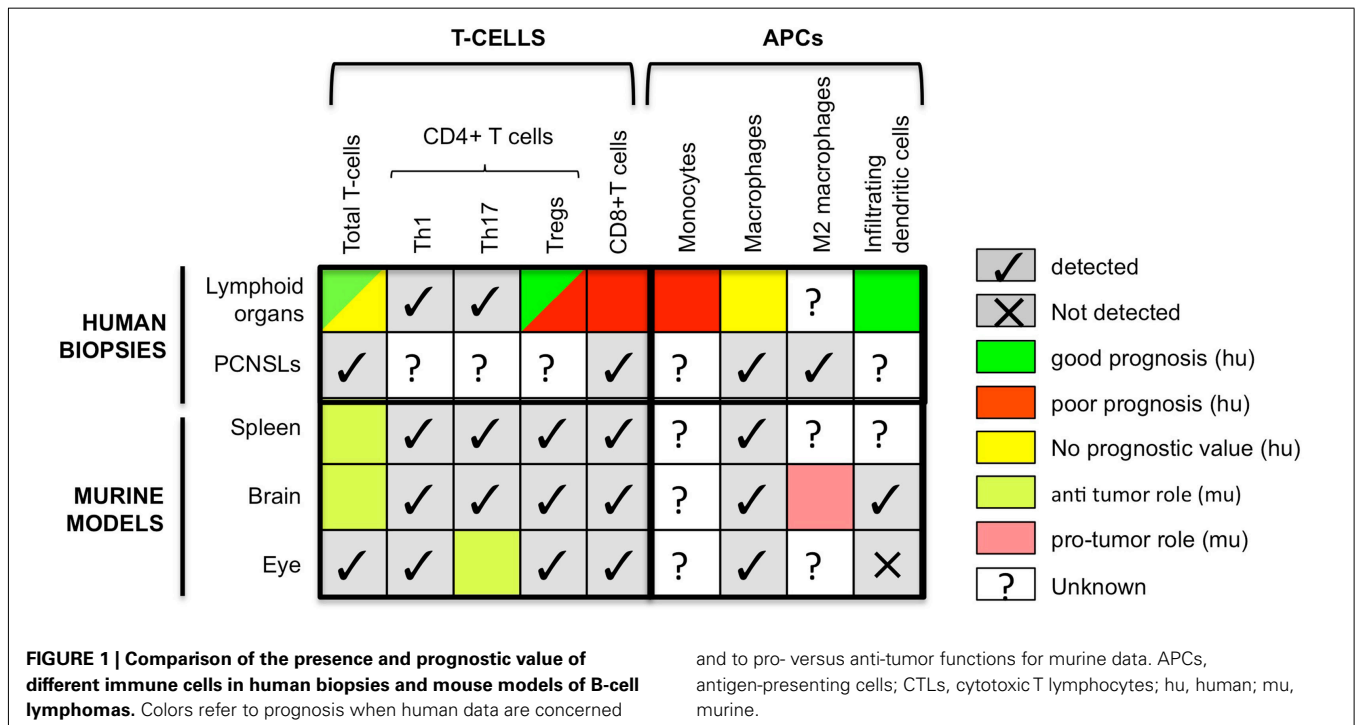 T-CELLS
APCs
Total T-cells
CD4+ T cells
Th1
Th17
Tregs
CD8+T cells
Monocytes
Macrophages
M2 macrophages
Infiltrating
dendritic cells
HUMAN
BIOPSIES
Lymphoid
organs
? 
PCNSLs
? ? ? ? ?
MURINE
MODELS
Spleen
? ? ?
Brain
?
Eye
? ?
detected
Not detected
good prognosis (hu)
poor prognosis (hu)
No prognostic value (hu)
anti tumor role (mu)
pro-tumor role (mu)
? Unknown
FIGURE 1 | Comparison of the presence and prognostic value of
different immune cells in human biopsies and mouse models of B-cell
lymphomas. Colors refer to prognosis when human data are concerned
and to pro- versus anti-tumor functions for murine data. APCs,
antigen-presenting cells; CTLs, cytotoxic T lymphocytes; hu, human; mu,
murine.